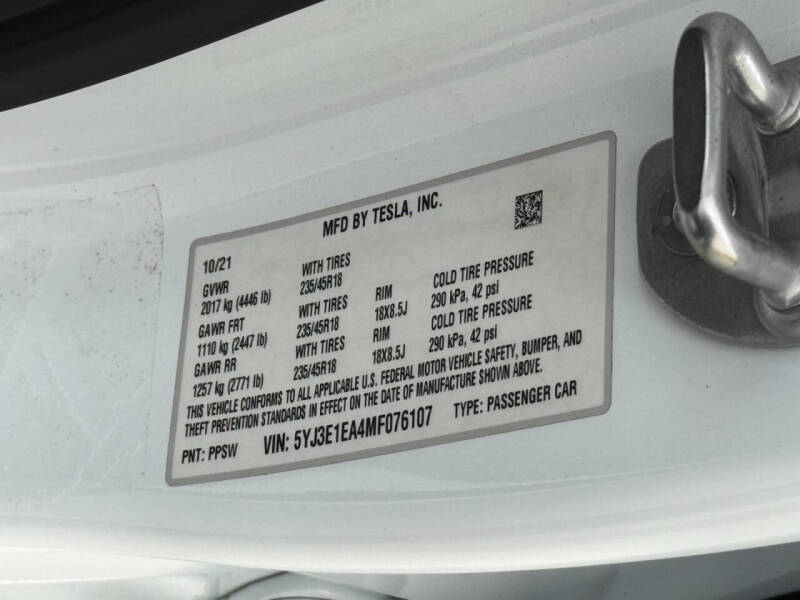 MFD BY TESLA, INC.
10/21
GVWR WITH TIRES
2017 kg (4446 lb) 235/45R18 RIM COLD TIRE PRESSURE
GAWR FRT WITH TIRES 18X8.5J 290 kPa, 42 psi
1110 kg (2447 lb) 235/45R18 RIM COLD TIRE PRESSURE
GAWR RR WITH TIRES 18X8.5J 290 kPa, 42 psi
1257 kg (2771 lb) 235/45R18
THIS VEHICLE CONFORMS TO ALL APPLICABLE U.S. FEDERAL MOTOR VEHICLE SAFETY, BUMPER, AND
THEFT PREVENTION STANDARDS IN EFFECT ON THE DATE OF MANUFACTURE SHOWN ABOVE.
PNT: PPSW VIN: 5YJ3E1EA4MF076107 TYPE: PASSENGER CAR